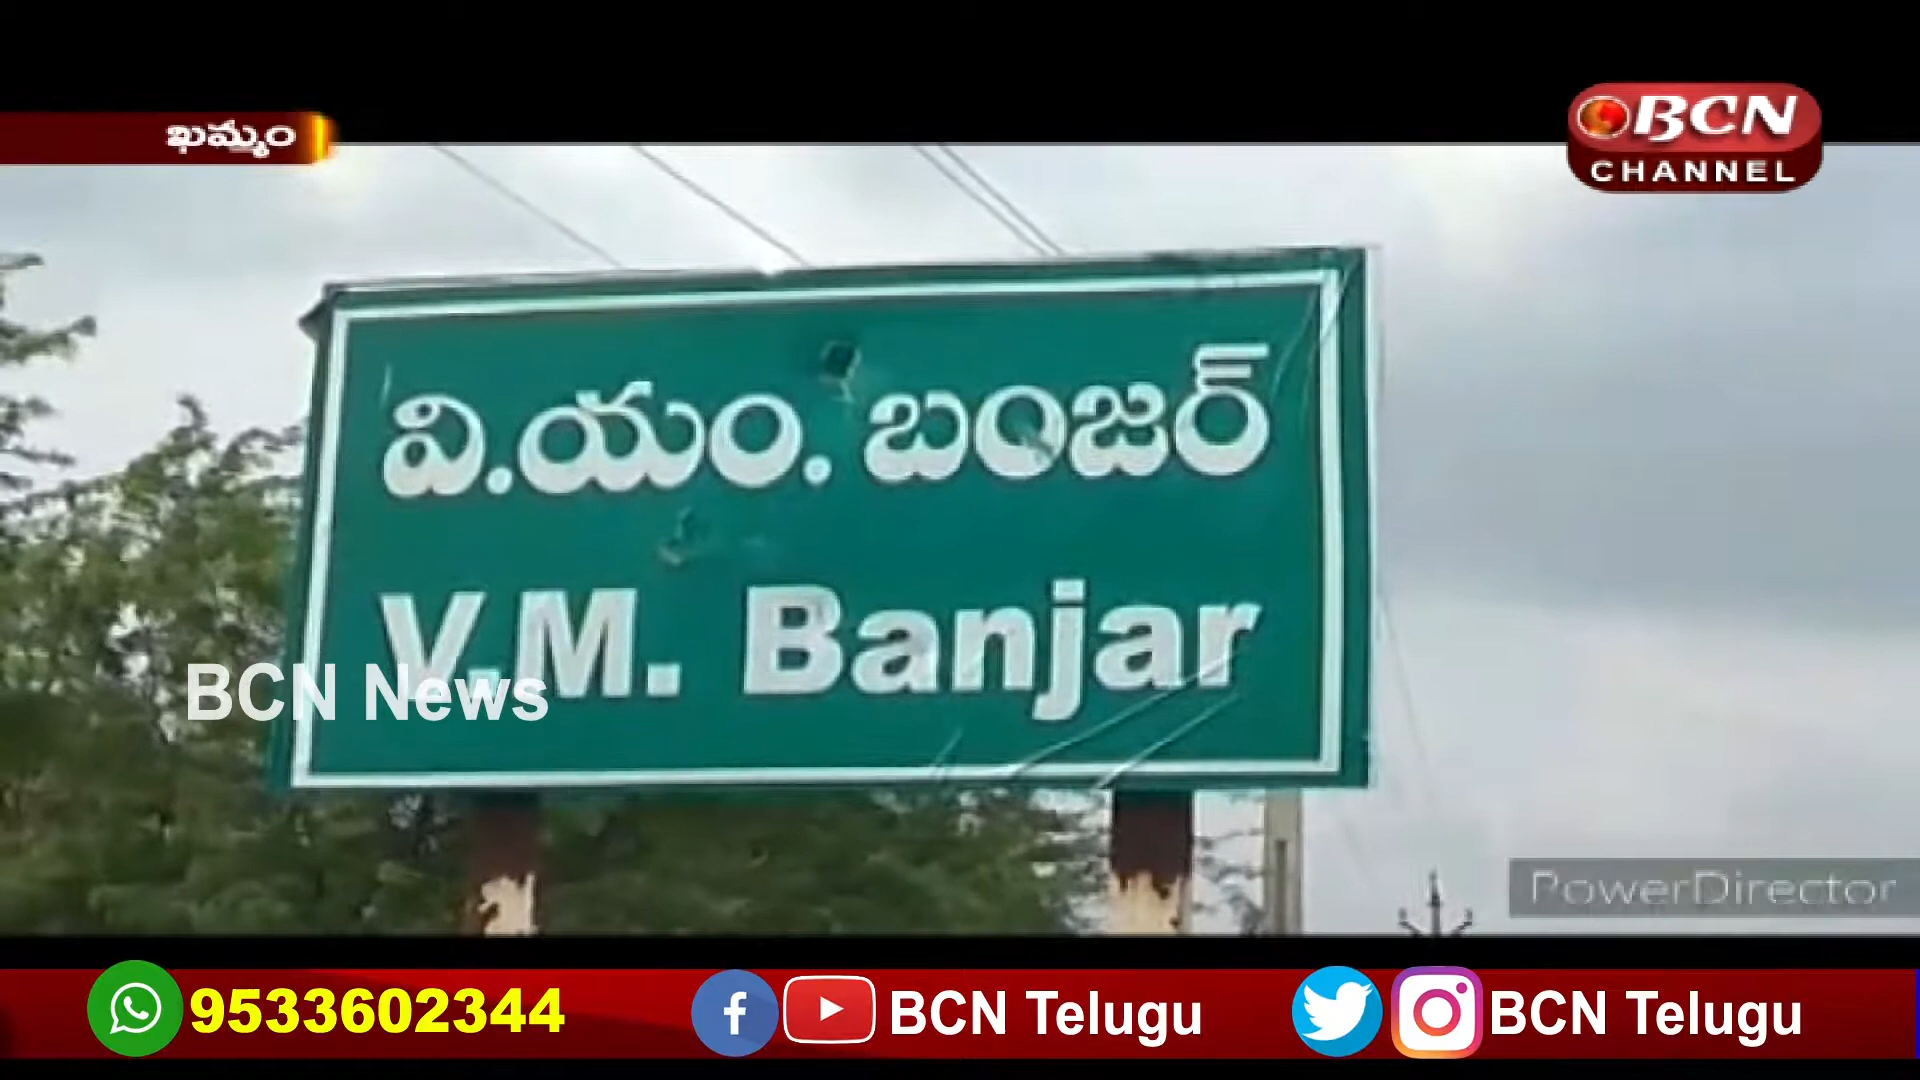 ఖమ్మం
BCN
CHANNEL
వి.యం. బంజర్
V.M. Banjar
BCN News
PowerDirector
9533602344
BCN Telugu
BCN Telugu